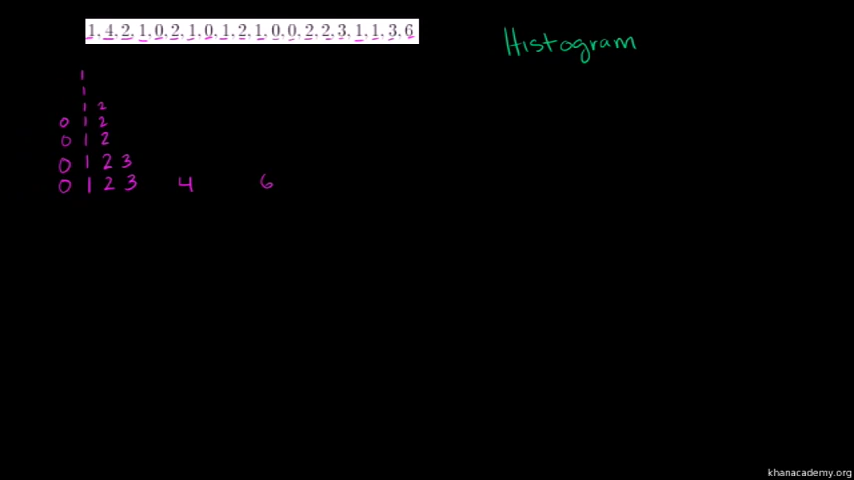 1, 4, 2, 1, 0, 2, 1, 0, 1, 2, 1, 0, 0, 2, 2, 3, 1, 1, 3, 6
Histogram
1
1
1 2
0 1 2
0 1 2
0 1 2 3
0 1 2 3 4 6
khanacademy.org